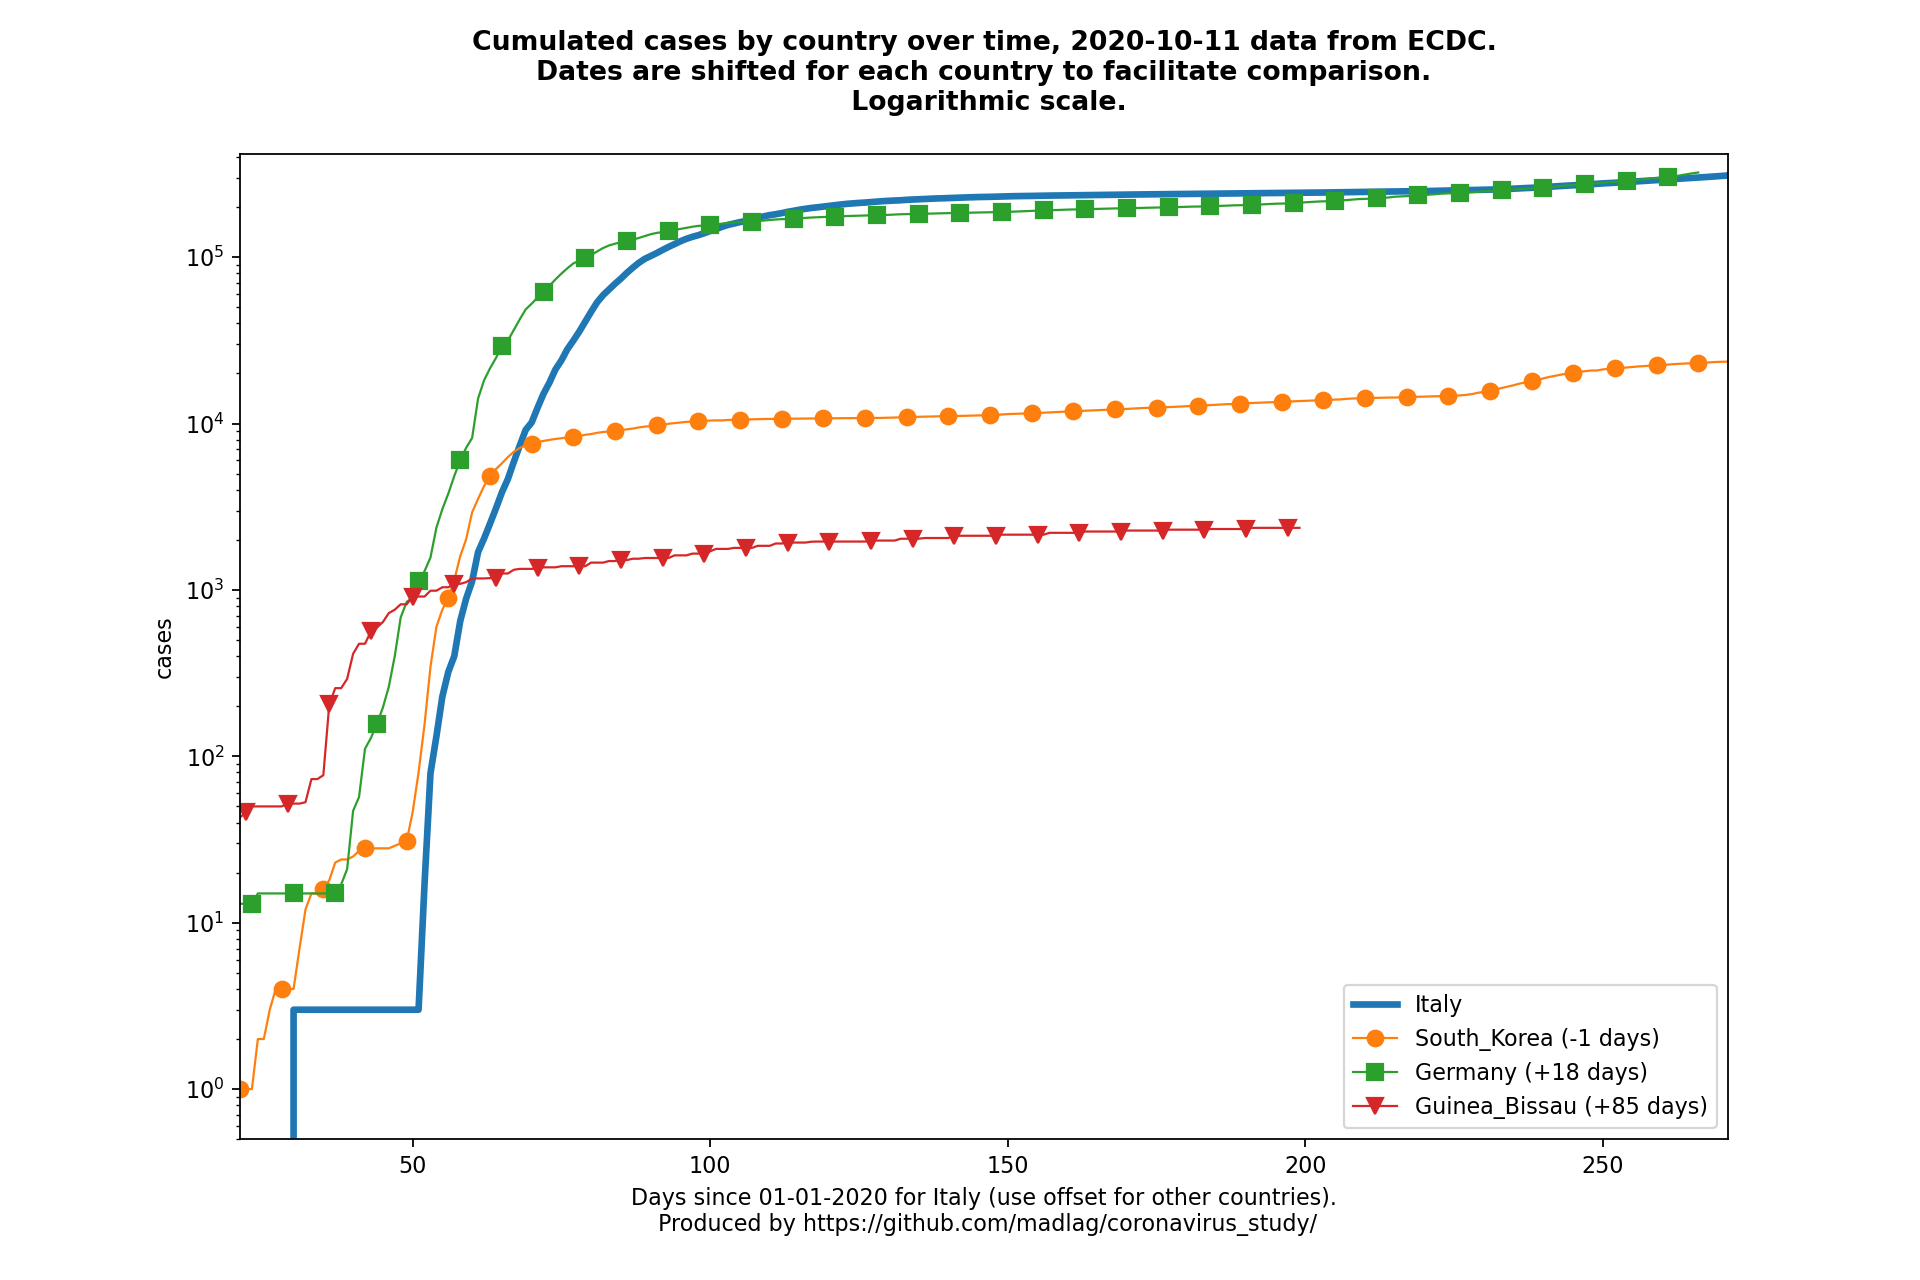 Cumulated cases by country over time, 2020-10-11 data from ECDC.
Dates are shifted for each country to facilitate comparison.
Logarithmic scale.
10^5
10^4
10^3
10^2
10^1
10^0
cases
Italy
South_Korea (-1 days)
Germany (+18 days)
Guinea_Bissau (+85 days)
50 100 150 200 250
Days since 01-01-2020 for Italy (use offset for other countries).
Produced by https://github.com/madlag/coronavirus_study/